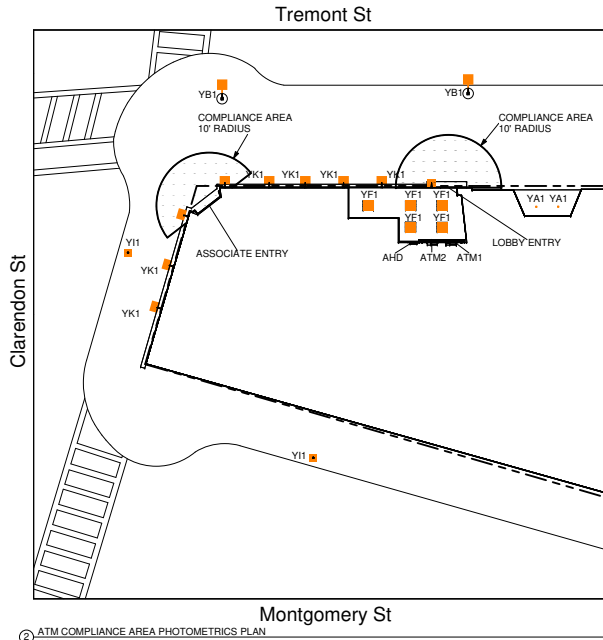 Tremont St
YB1
YB1
COMPLIANCE AREA
10' RADIUS
COMPLIANCE AREA
10' RADIUS
YK1
YK1
YK1
YK1
YK1
YF1
YF1
YF1
YA1
YA1
YF1
YF1
ASSOCIATE ENTRY
LOBBY ENTRY
AHD
ATM2
ATM1
YI1
YK1
YK1
Clarendon St
YI1
Montgomery St
2
ATM COMPLIANCE AREA PHOTOMETRICS PLAN